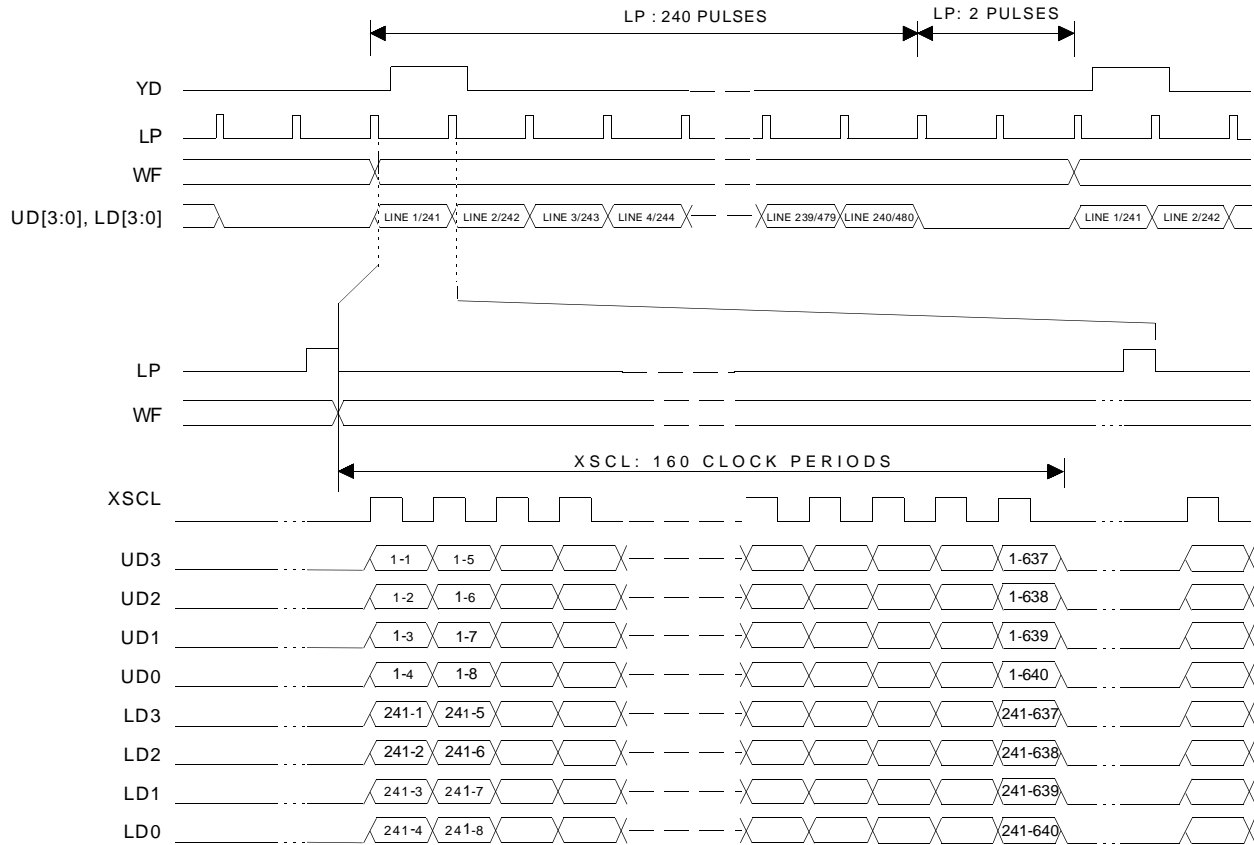 LP : 240 PULSES LP: 2 PULSES
YD
LP
WF
UD[3:0], LD[3:0] LINE 1/241 LINE 2/242 LINE 3/243 LINE 4/244 LINE 239/479 LINE 240/480 LINE 1/241 LINE 2/242
LP
WF
XSCL: 160 CLOCK PERIODS
XSCL
UD3 1-1 1-5 1-637
UD2 1-2 1-6 1-638
UD1 1-3 1-7 1-639
UD0 1-4 1-8 1-640
LD3 241-1 241-5 241-637
LD2 241-2 241-6 241-638
LD1 241-3 241-7 241-639
LD0 241-4 241-8 241-640